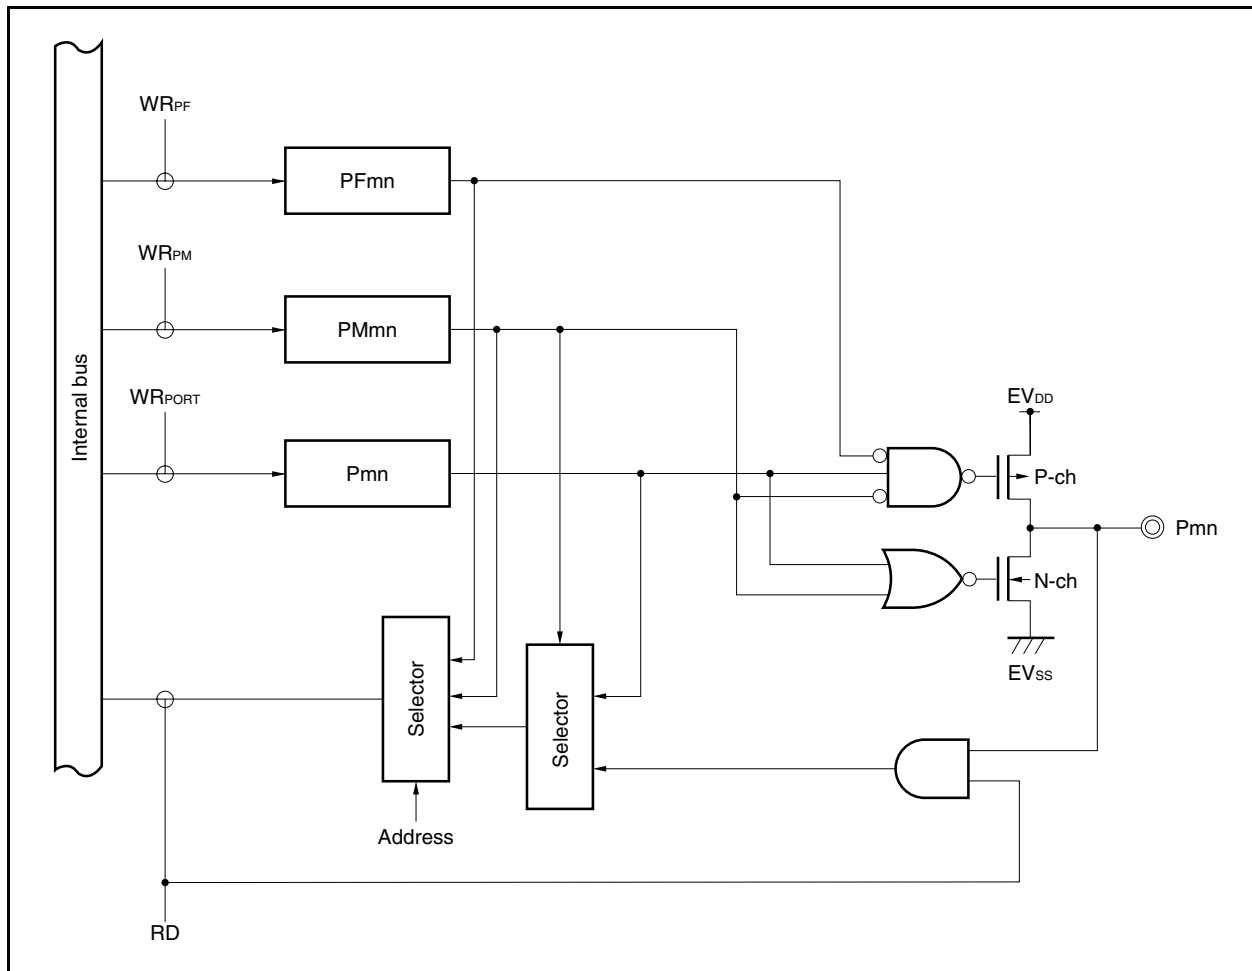 WRPF
PFmn
WRPM
PMmn
Internal bus
WRPORT
Pmn
EVDD
P-ch
Pmn
N-ch
EVSS
Selector
Selector
Address
RD